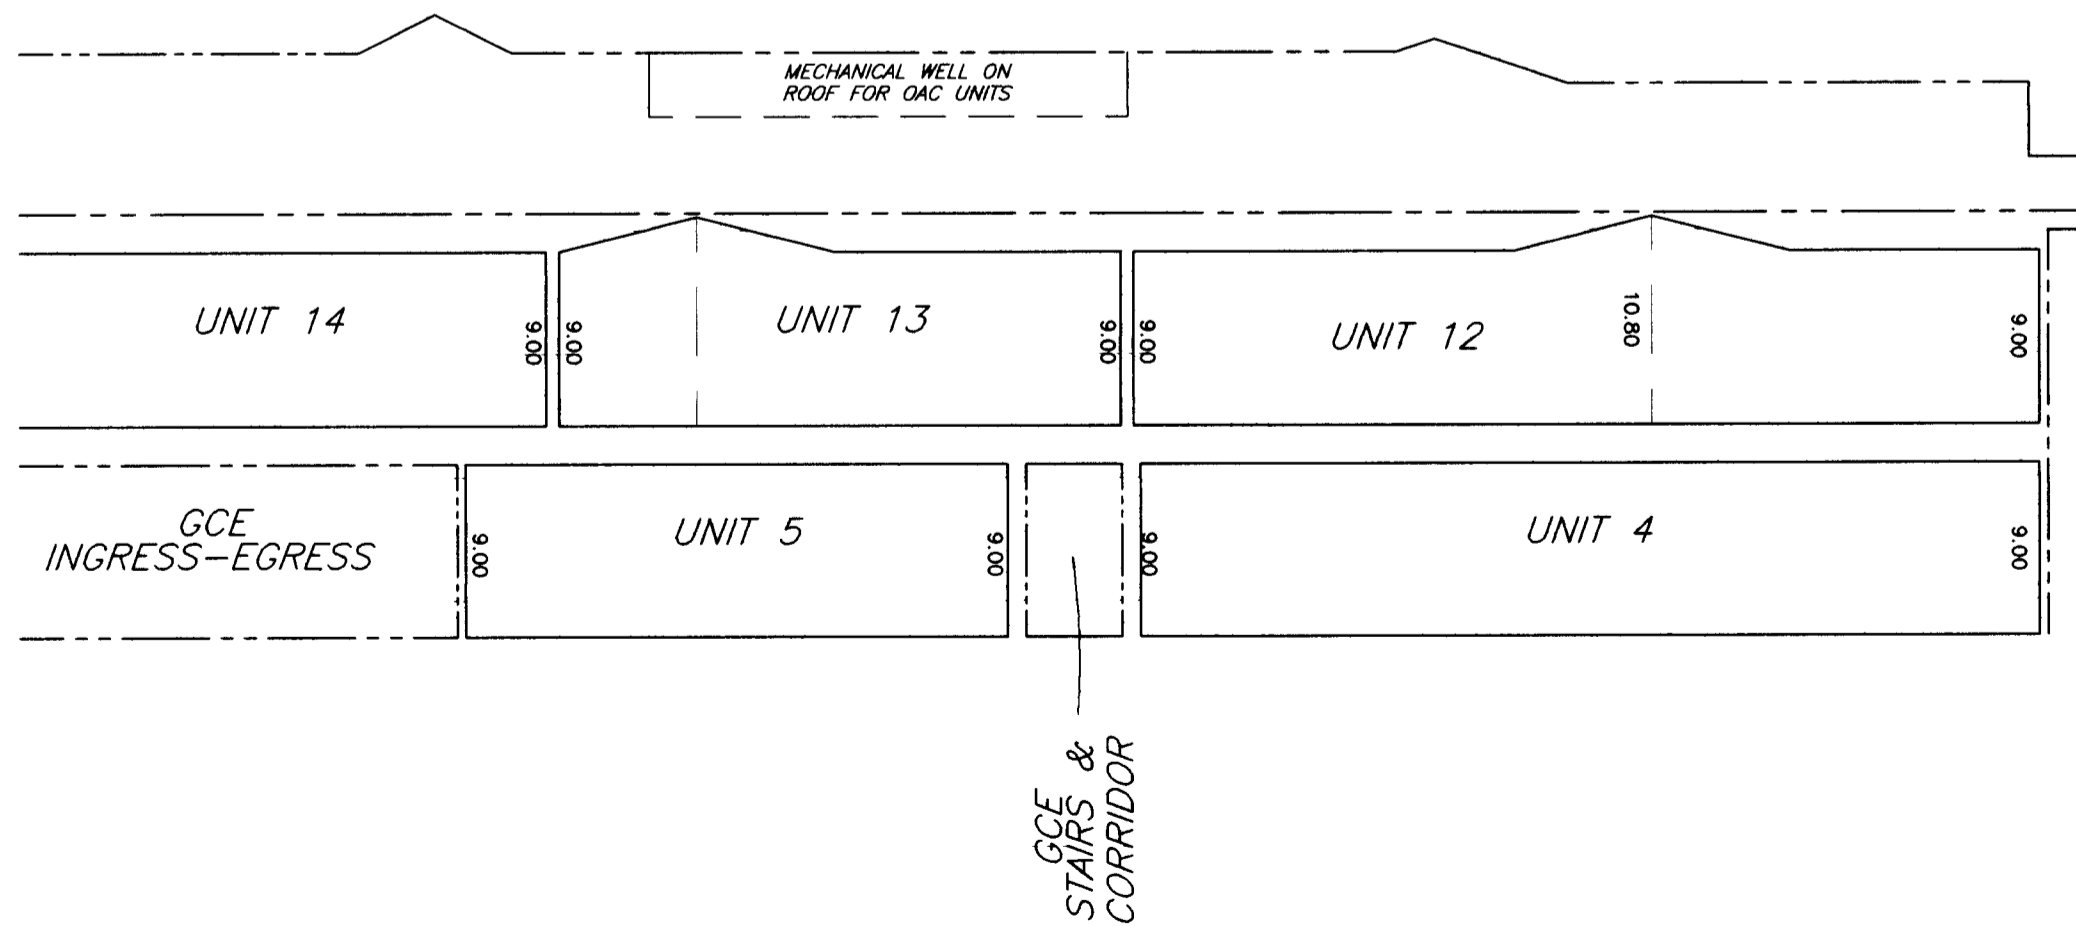 MECHANICAL WELL ON
ROOF FOR OAC UNITS
UNIT 14
9.00
9.00
UNIT 13
9.00
9.00
UNIT 12
10.80
9.00
GCE
INGRESS-EGRESS
9.00
UNIT 5
9.00
9.00
UNIT 4
9.00
GCE
STAIRS &
CORRIDOR